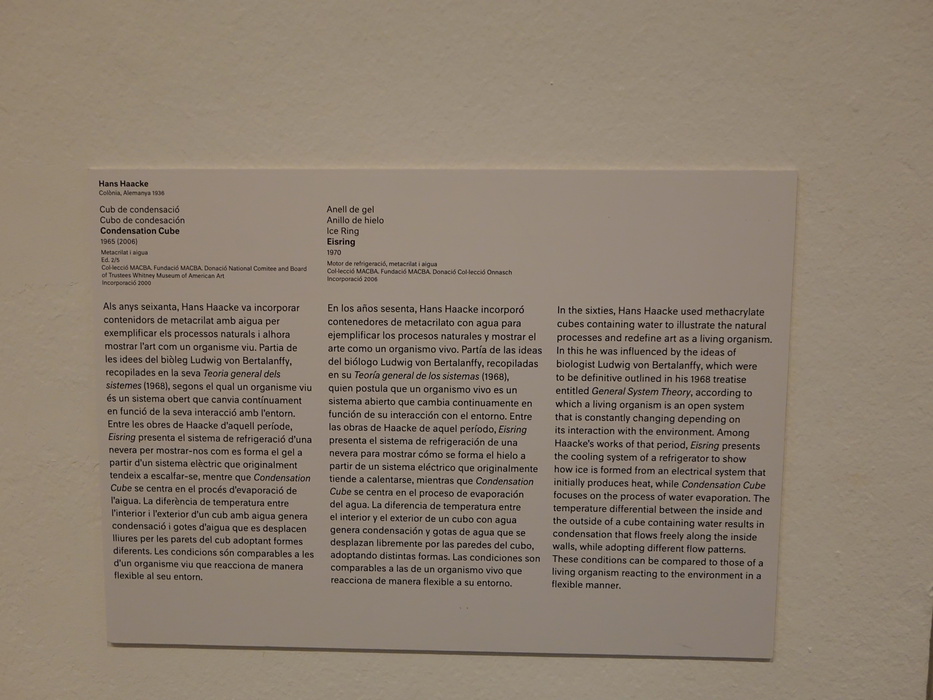 Hans Haacke
Colònia, Alemanya 1936
Cub de condensació
Cubo de condesación
Condensation Cube
1965 (2006)
Metacrilat i aigua
Ed. 2/5
Col·lecció MACBA. Fundació MACBA. Donació National Comitee and Board
of Trustees Whitney Museum of American Art
Incorporació 2000
Anell de gel
Anillo de hielo
Ice Ring
Eisring
1970
Motor de refrigeració, metacrilat i aigua
Col·lecció MACBA. Fundació MACBA. Donació Col·lecció Onnasch
Incorporació 2006
Als anys seixanta, Hans Haacke va incorporar
contenidors de metacrilat amb aigua per
exemplificar els processos naturals i alhora
mostrar l'art com un organisme viu. Partia de
les idees del biòleg Ludwig von Bertalanffy,
recopilades en la seva Teoria general dels
sistemes (1968), segons el qual un organisme viu
és un sistema obert que canvia contínuament
en funció de la seva interacció amb l'entorn.
Entre les obres de Haacke d'aquell període,
Eisring presenta el sistema de refrigeració d'una
nevera per mostrar-nos com es forma el gel a
partir d'un sistema elèctric que originalment
tendeix a escalfar-se, mentre que Condensation
Cube se centra en el procés d'evaporació de
l'aigua. La diferència de temperatura entre
l'interior i l'exterior d'un cub amb aigua genera
condensació i gotes d'aigua que es desplacen
lliures per les parets del cub adoptant formes
diferents. Les condicions són comparables a les
d'un organisme viu que reacciona de manera
flexible al seu entorn.
En los años sesenta, Hans Haacke incorporó
contenedores de metacrilato con agua para
ejemplificar los procesos naturales y mostrar el
arte como un organismo vivo. Partía de las ideas
del biólogo Ludwig von Bertalanffy, recopiladas
en su Teoría general de los sistemas (1968),
quien postula que un organismo vivo es un
sistema abierto que cambia continuamente en
función de su interacción con el entorno. Entre
las obras de Haacke de aquel periodo, Eisring
presenta el sistema de refrigeración de una
nevera para mostrar cómo se forma el hielo a
partir de un sistema eléctrico que originalmente
tiende a calentarse, mientras que Condensation
Cube se centra en el proceso de evaporación
del agua. La diferencia de temperatura entre
el interior y el exterior de un cubo con agua
genera condensación y gotas de agua que se
desplazan libremente por las paredes del cubo,
adoptando distintas formas. Las condiciones son
comparables a las de un organismo vivo que
reacciona de manera flexible a su entorno.
In the sixties, Hans Haacke used methacrylate
cubes containing water to illustrate the natural
processes and redefine art as a living organism.
In this he was influenced by the ideas of
biologist Ludwig von Bertalanffy, which were
to be definitive outlined in his 1968 treatise
entitled General System Theory, according to
which a living organism is an open system
that is constantly changing depending on
its interaction with the environment. Among
Haacke's works of that period, Eisring presents
the cooling system of a refrigerator to show
how ice is formed from an electrical system that
initially produces heat, while Condensation Cube
focuses on the process of water evaporation. The
temperature differential between the inside and
the outside of a cube containing water results in
condensation that flows freely along the inside
walls, while adopting different flow patterns.
These conditions can be compared to those of a
living organism reacting to the environment in a
flexible manner.